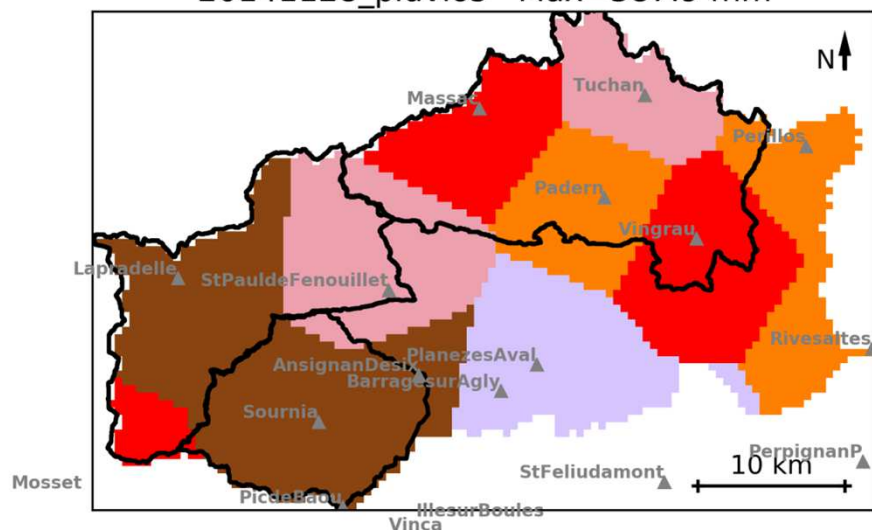 N
Tuchan
Massac
Perillos
Padern
Vingrau
Lapradelle
StPauldeFenouillet
Rivesaltes
PlanezesAval
AnsignanDesix
BarragesurAgly
Sournia
PerpignanP
StFeliudamont
10 km
Mosset
PicdeBaou
IllesurBoules
Vinca